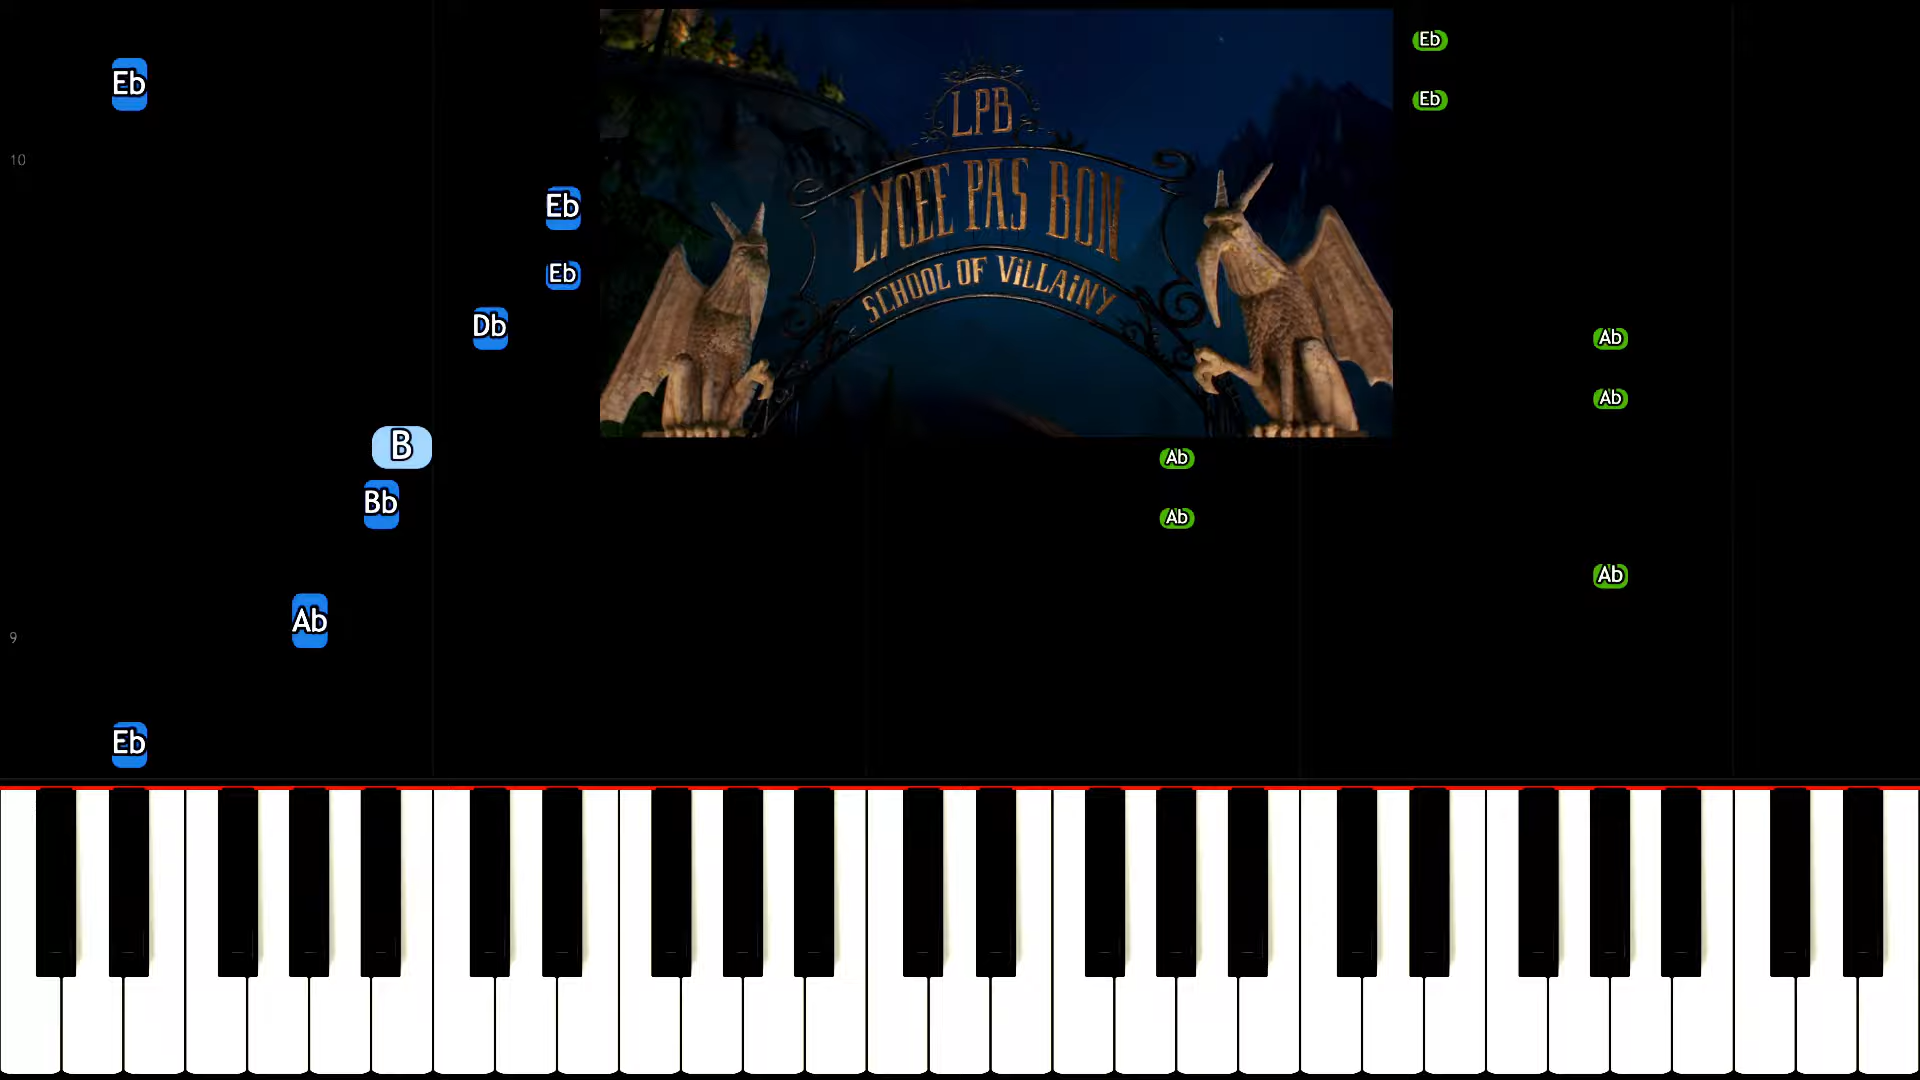 Eb
Eb
Eb
10
LPB
LYCEE PAS BON
SCHOOL OF ViLLAiNY
Eb
Eb
Db
Ab
Ab
B
Ab
Bb
Ab
Ab
Ab
9
Eb